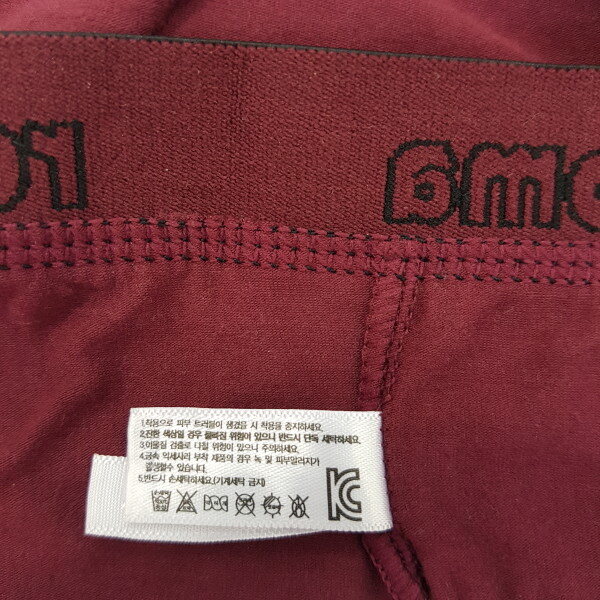 1.착용으로 피부 트러블이 생겼을 시 착용을 중지하세요.
2.진한 색상일 경우 물빠짐 위험이 있으니 반드시 단독 세탁하세요.
3.이물질 검출로 다칠 위험이 있으니 주의하세요.
4.금속 악세사리 부착 제품의 경우 녹 및 피부알러지가
발생할수 있습니다.
5.반드시 손세탁하세요.(기계세탁 금지)